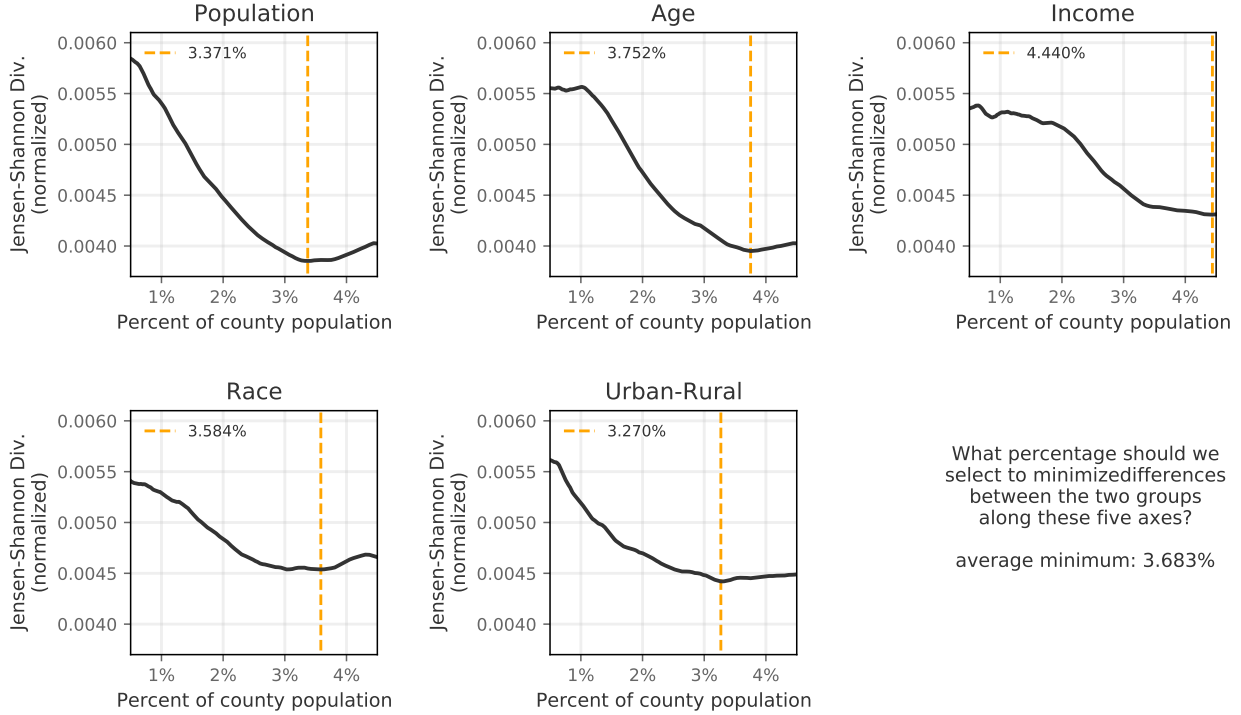 Population
Jensen-Shannon Div.
(normalized)
0.0060
0.0055
0.0050
0.0045
0.0040
3.371%
1% 2% 3% 4%
Percent of county population
Age
Jensen-Shannon Div.
(normalized)
0.0060
0.0055
0.0050
0.0045
0.0040
3.752%
1% 2% 3% 4%
Percent of county population
Income
Jensen-Shannon Div.
(normalized)
0.0060
0.0055
0.0050
0.0045
0.0040
4.440%
1% 2% 3% 4%
Percent of county population
Race
Jensen-Shannon Div.
(normalized)
0.0060
0.0055
0.0050
0.0045
0.0040
3.584%
1% 2% 3% 4%
Percent of county population
Urban-Rural
Jensen-Shannon Div.
(normalized)
0.0060
0.0055
0.0050
0.0045
0.0040
3.270%
1% 2% 3% 4%
Percent of county population
What percentage should we
select to minimizedifferences
between the two groups
along these five axes?
average minimum: 3.683%